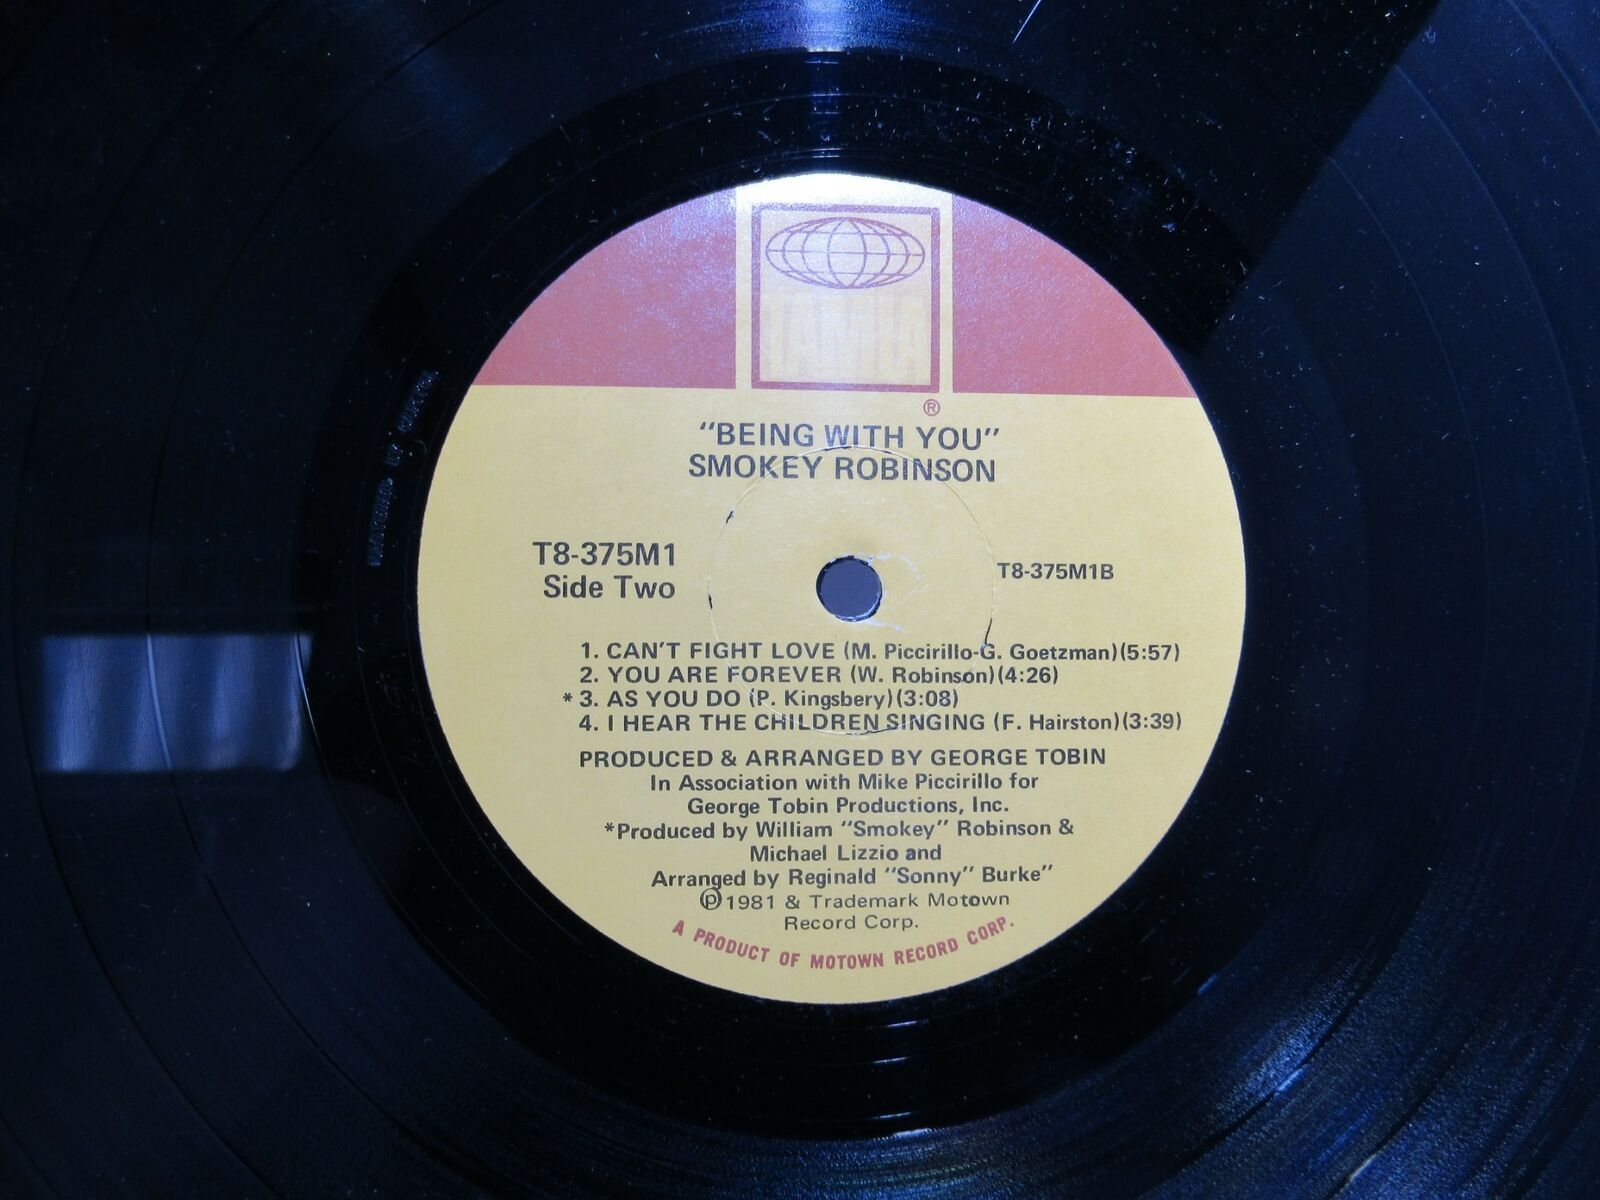 TAMLA
®
"BEING WITH YOU"
SMOKEY ROBINSON
T8-375M1
Side Two
T8-375M1B
1. CAN'T FIGHT LOVE (M. Piccirillo-G. Goetzman)(5:57)
2. YOU ARE FOREVER (W. Robinson)(4:26)
*3. AS YOU DO (P. Kingsbery)(3:08)
4. I HEAR THE CHILDREN SINGING (F. Hairston)(3:39)
PRODUCED & ARRANGED BY GEORGE TOBIN
In Association with Mike Piccirillo for
George Tobin Productions, Inc.
*Produced by William "Smokey" Robinson &
Michael Lizzio and
Arranged by Reginald "Sonny" Burke"
℗1981 & Trademark Motown
Record Corp.
A PRODUCT OF MOTOWN RECORD CORP.